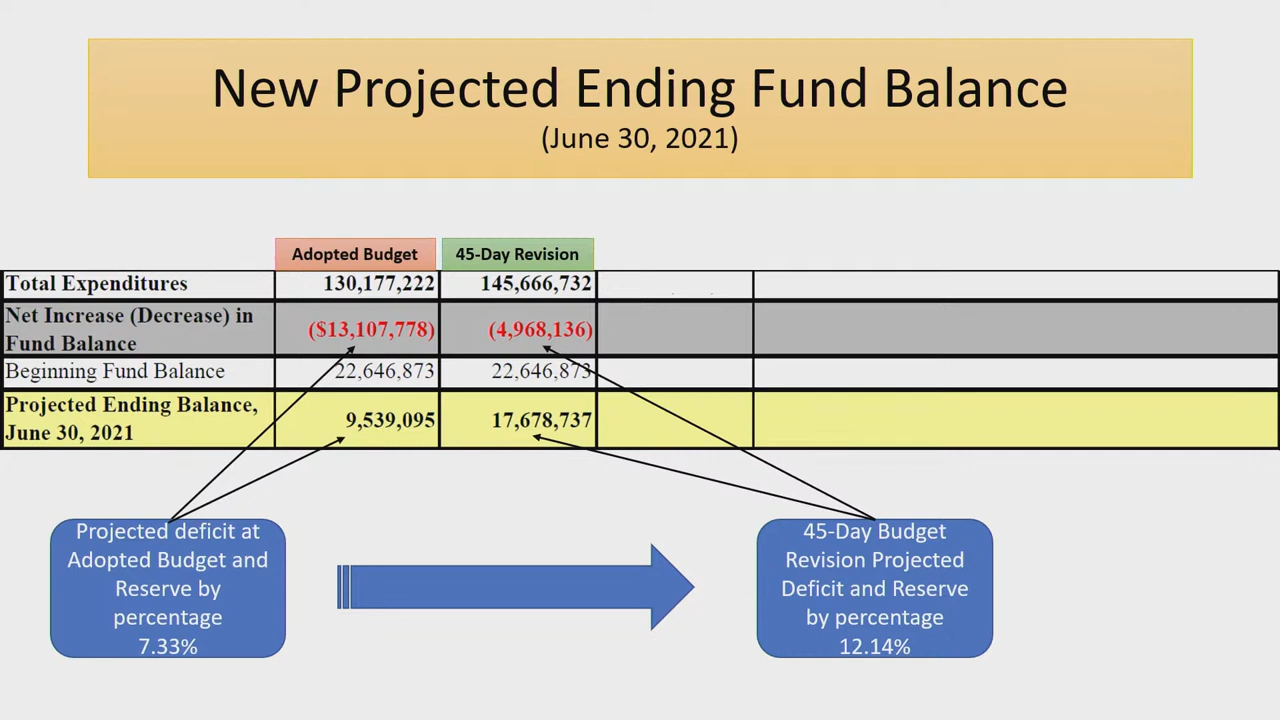 New Projected Ending Fund Balance
(June 30, 2021)
Adopted Budget 45-Day Revision
Total Expenditures 130,177,222 145,666,732
Net Increase (Decrease) in
Fund Balance ($13,107,778) (4,968,136)
Beginning Fund Balance 22,646,873 22,646,873
Projected Ending Balance,
June 30, 2021 9,539,095 17,678,737
Projected deficit at
Adopted Budget and
Reserve by
percentage
7.33%
45-Day Budget
Revision Projected
Deficit and Reserve
by percentage
12.14%